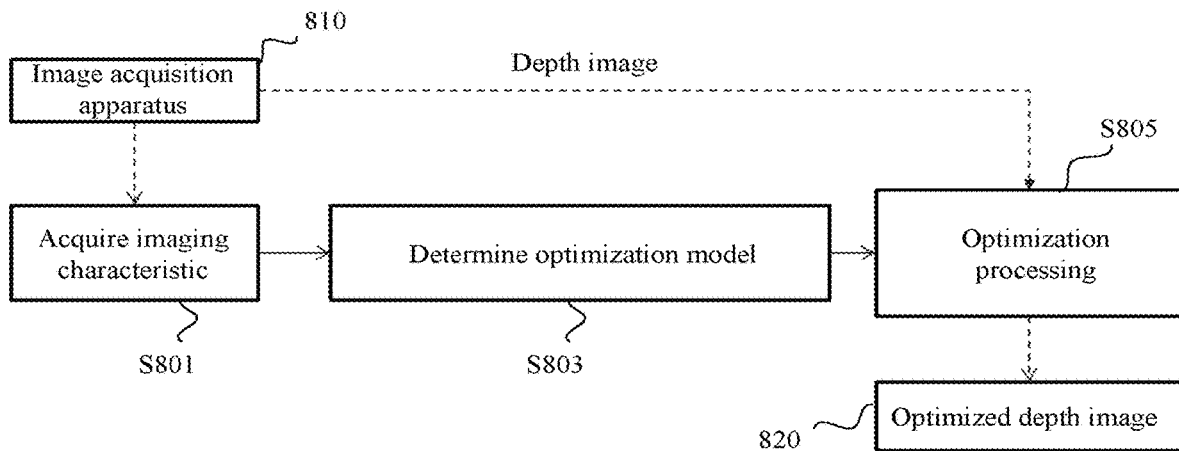 810
Image acquisition
apparatus
Depth image
S805
Acquire imaging
characteristic
Determine optimization model
Optimization
processing
S801
S803
820
Optimized depth image